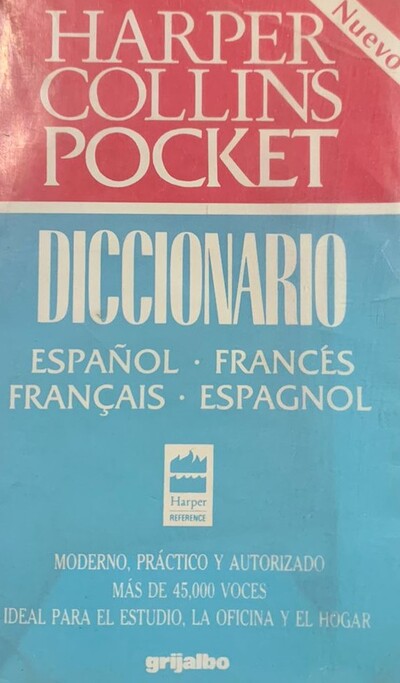 HARPER
COLLINS
POCKET
Nuevo
DICCIONARIO
ESPAÑOL · FRANCÉS
FRANÇAIS · ESPAGNOL
Harper
REFERENCE
MODERNO, PRÁCTICO Y AUTORIZADO
MÁS DE 45,000 VOCES
IDEAL PARA EL ESTUDIO, LA OFICINA Y EL HOGAR
grijalbo